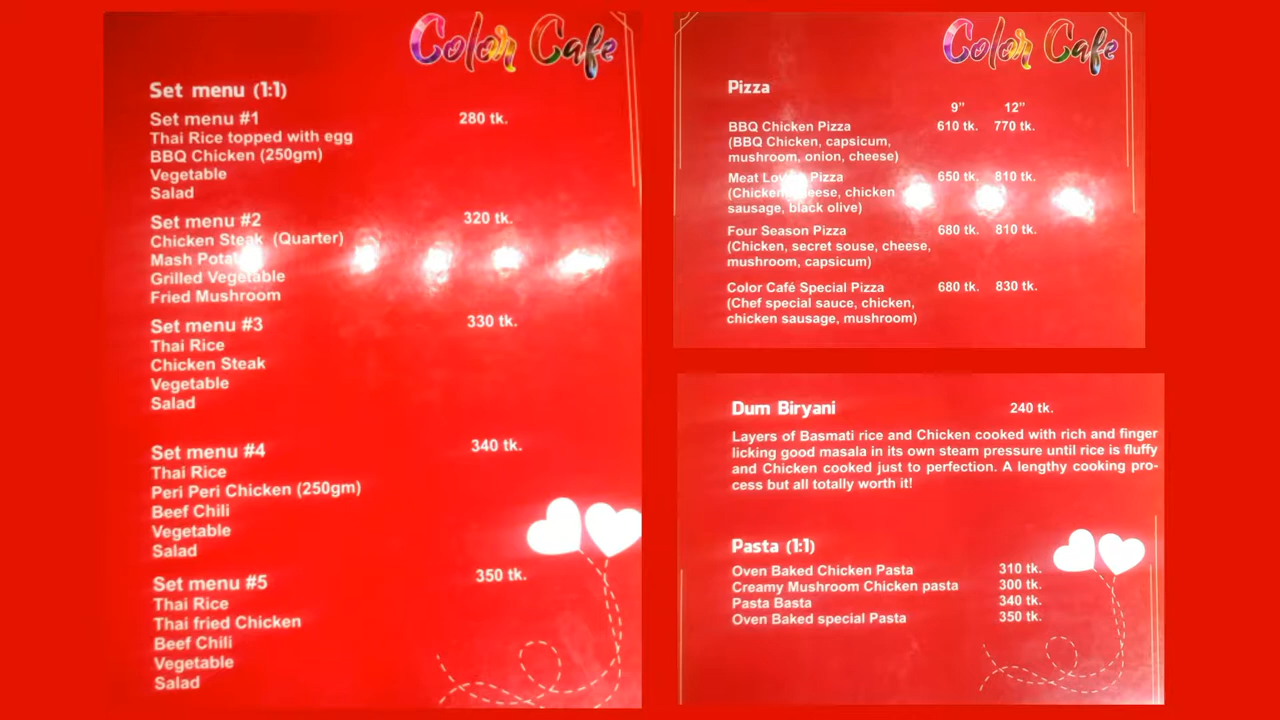 Color Cafe
Set menu (1:1)
Set menu #1 280 tk.
Thai Rice topped with egg
BBQ Chicken (250gm)
Vegetable
Salad
Set menu #2 320 tk.
Chicken Steak (Quarter)
Mash
Grilled Vegetable
Fried Mushroom
Set menu #3 330 tk.
Thai Rice
Chicken Steak
Vegetable
Salad
Set menu #4 340 tk.
Thai Rice
Peri Peri Chicken (250gm)
Beef Chili
Vegetable
Salad
Set menu #5 350 tk.
Thai Rice
Thai fried Chicken
Beef Chili
Vegetable
Salad
Color Cafe
Pizza
9” 12”
BBQ Chicken Pizza 610 tk. 770 tk.
(BBQ Chicken, capsicum,
mushroom, onion, cheese)
Meat Pizza 650 tk. 810 tk.
(Chicken chicken
sausage, black olive)
Four Season Pizza 680 tk. 810 tk.
(Chicken, secret souse, cheese,
mushroom, capsicum)
Color Café Special Pizza 680 tk. 830 tk.
(Chef special sauce, chicken,
chicken sausage, mushroom)
Dum Biryani 240 tk.
Layers of Basmati rice and Chicken cooked with rich and finger
licking good masala in its own steam pressure until rice is fluffy
and Chicken cooked just to perfection. A lengthy cooking pro-
cess but all totally worth it!
Pasta (1:1)
Oven Baked Chicken Pasta 310 tk.
Creamy Mushroom Chicken pasta 300 tk.
Pasta Basta 340 tk.
Oven Baked special Pasta 350 tk.